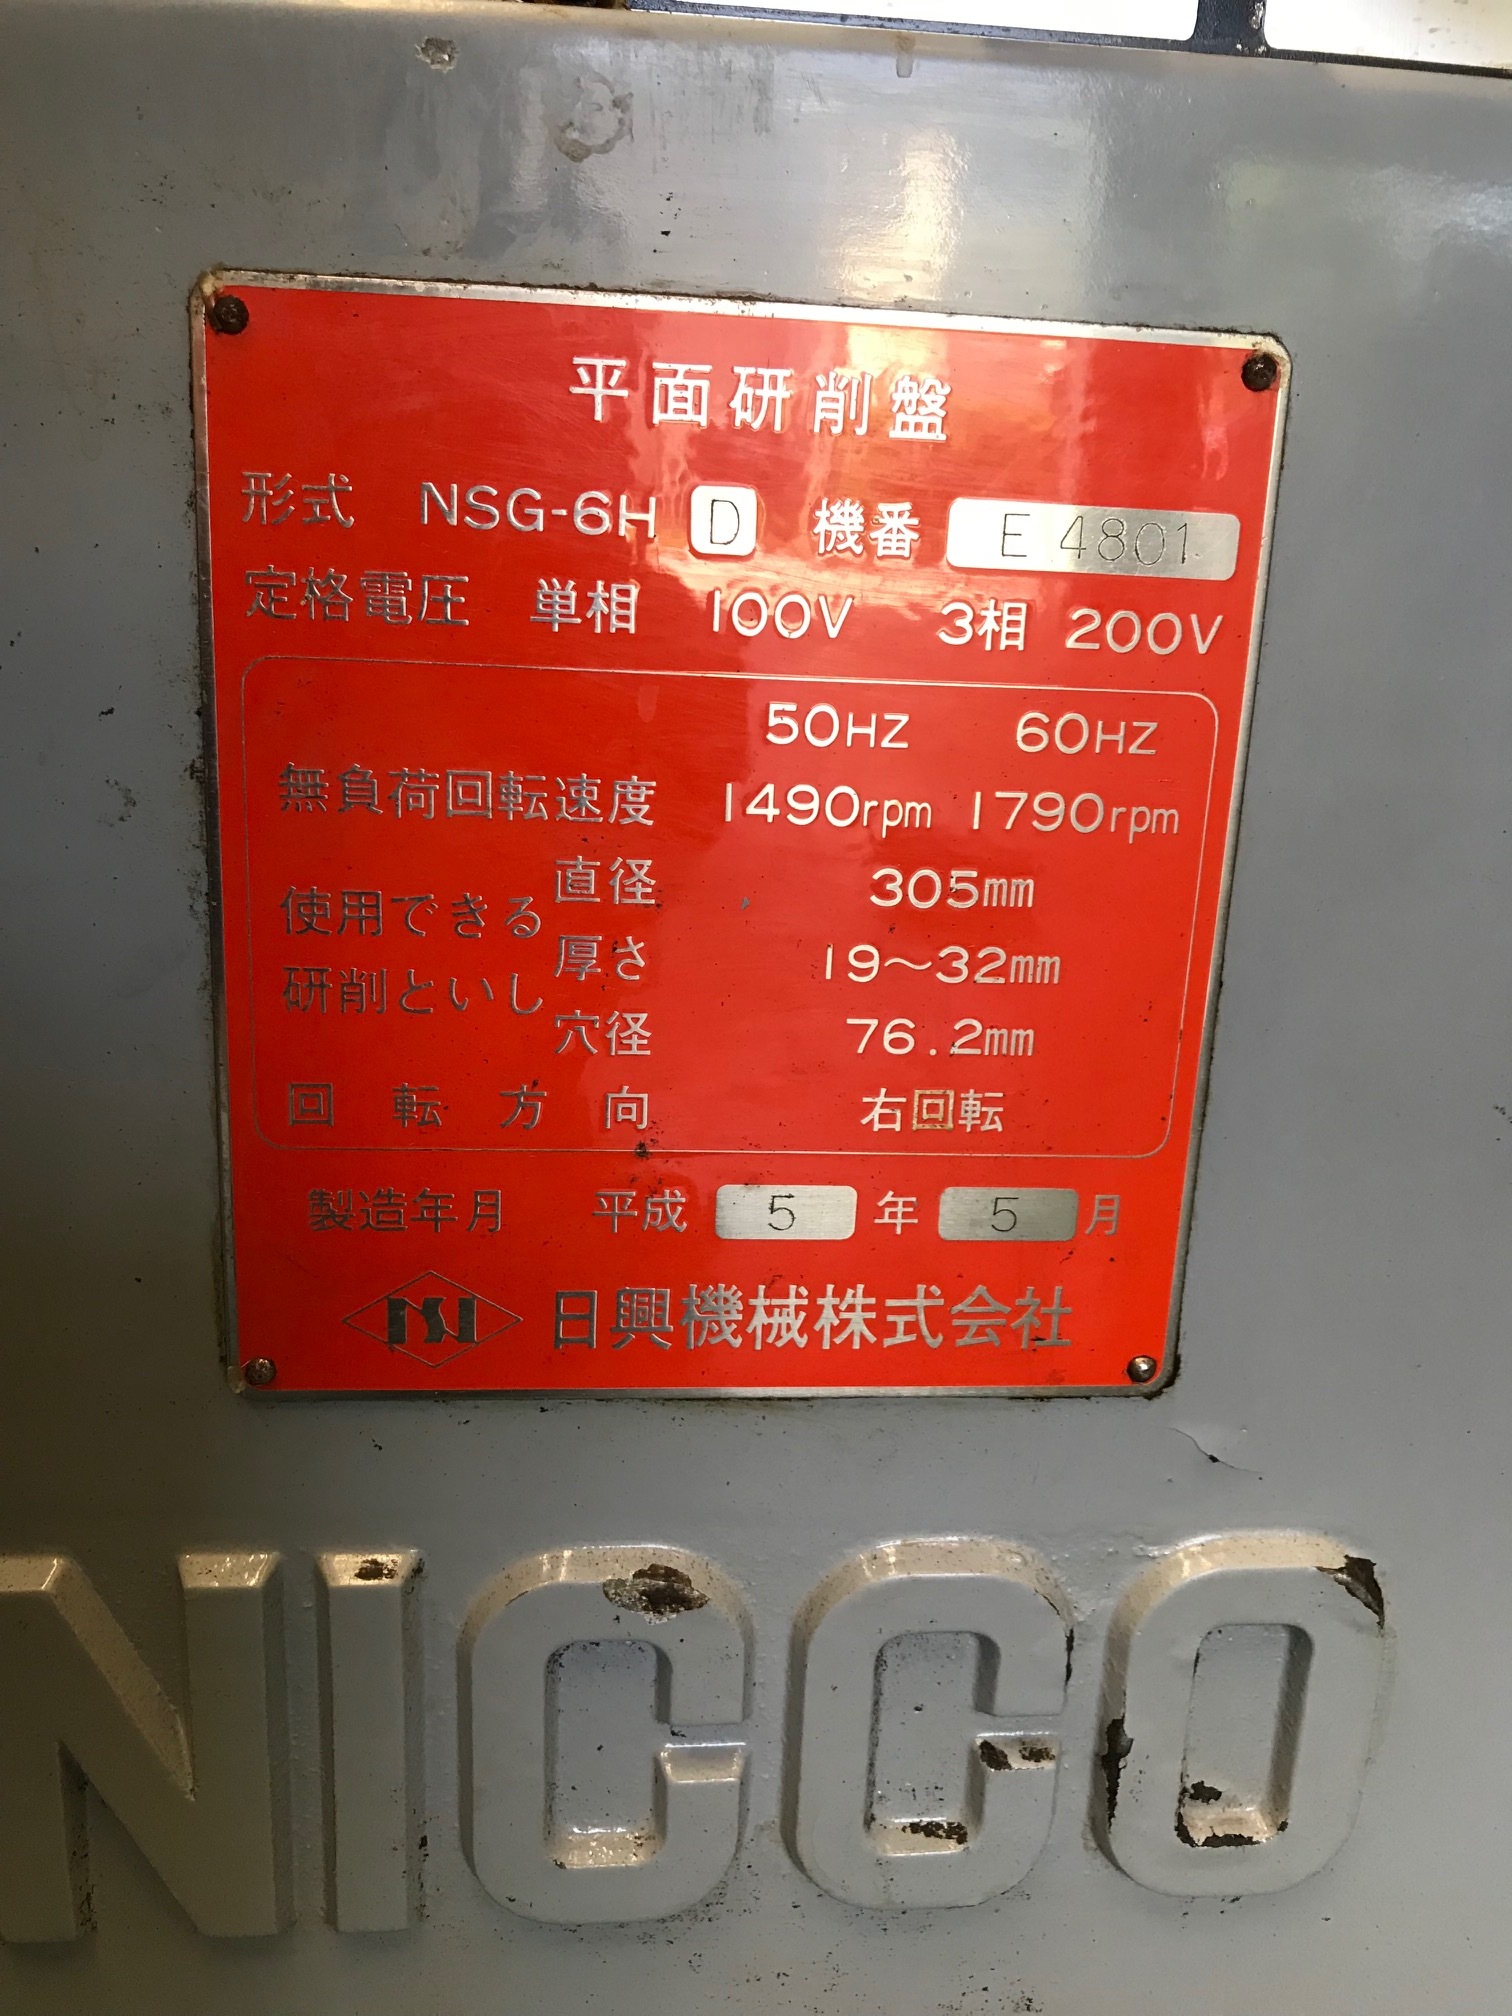 平面研削盤
形式 NSG-6H D 機番 E 4801
定格電圧 単相 100V 3相 200V
50HZ 60HZ
無負荷回転速度 1490rpm 1790rpm
使用できる研削といし 直径 305mm
厚さ 19〜32mm
穴径 76.2mm
回転方向 右回転
製造年月 平成 5 年 5 月
日興機械株式会社
NICCO